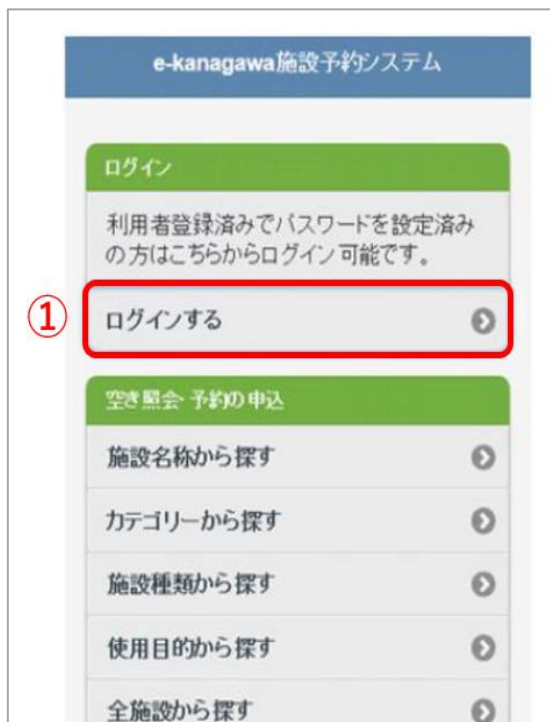 e-kanagawa施設予約システム
ログイン
利用者登録済みでパスワードを設定済み
の方はこちらからログイン可能です。
①
ログインする
空き照会・予約の申込
施設名称から探す
カテゴリーから探す
施設種類から探す
使用目的から探す
全施設から探す